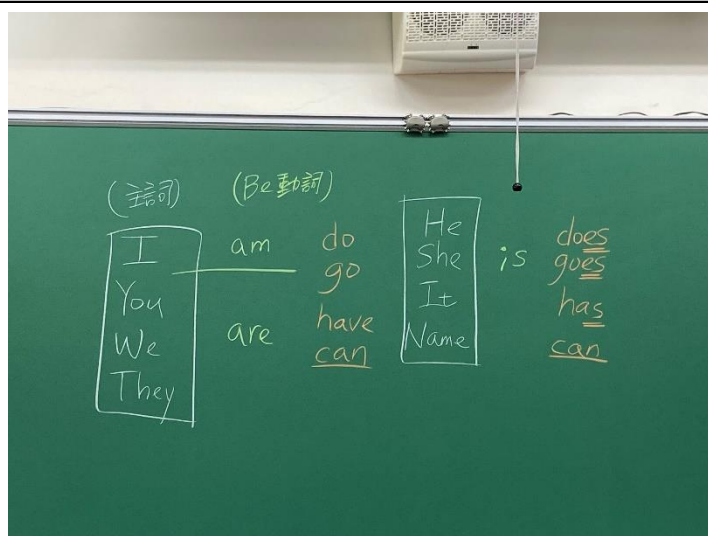 (主詞) (Be動詞)
I am do
go
You
have
We are
can
They
He
She is
It
Name
does
goes
has
can